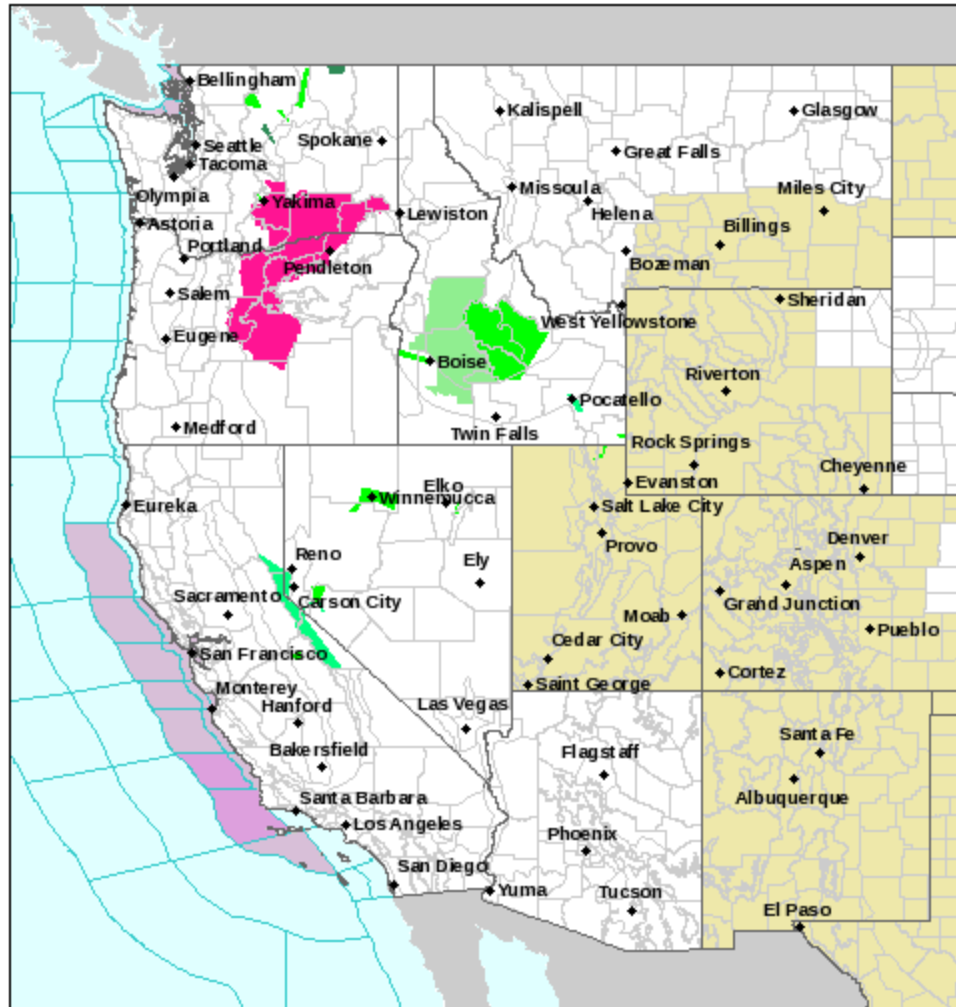 Bellingham
Kalispell
Glasgow
Seattle
Spokane
Great Falls
Tacoma
Olympia
Missoula
Miles City
Yakima
Helena
Astoria
Lewiston
Billings
Portland
Pendleton
Bozeman
Salem
Sheridan
West Yellowstone
Eugene
Boise
Riverton
Pocatello
Medford
Twin Falls
Rock Springs
Cheyenne
Evanston
Elko
Winnemucca
Eureka
Salt Lake City
Provo
Denver
Reno
Ely
Aspen
Sacramento
Carson City
Grand Junction
Moab
Pueblo
San Francisco
Cedar City
Cortez
Saint George
Monterey
Hanford
Las Vegas
Bakersfield
Flagstaff
Santa Fe
Santa Barbara
Albuquerque
Los Angeles
Phoenix
San Diego
Yuma
Tucson
El Paso